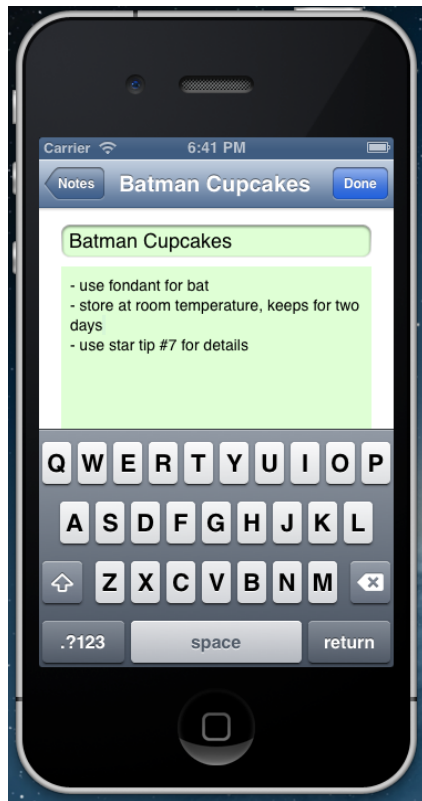 Carrier 6:41 PM
Notes Batman Cupcakes Done
Batman Cupcakes
- use fondant for bat
- store at room temperature, keeps for two
days
- use star tip #7 for details
Q W E R T Y U I O P
A S D F G H J K L
Z X C V B N M
.?123 space return